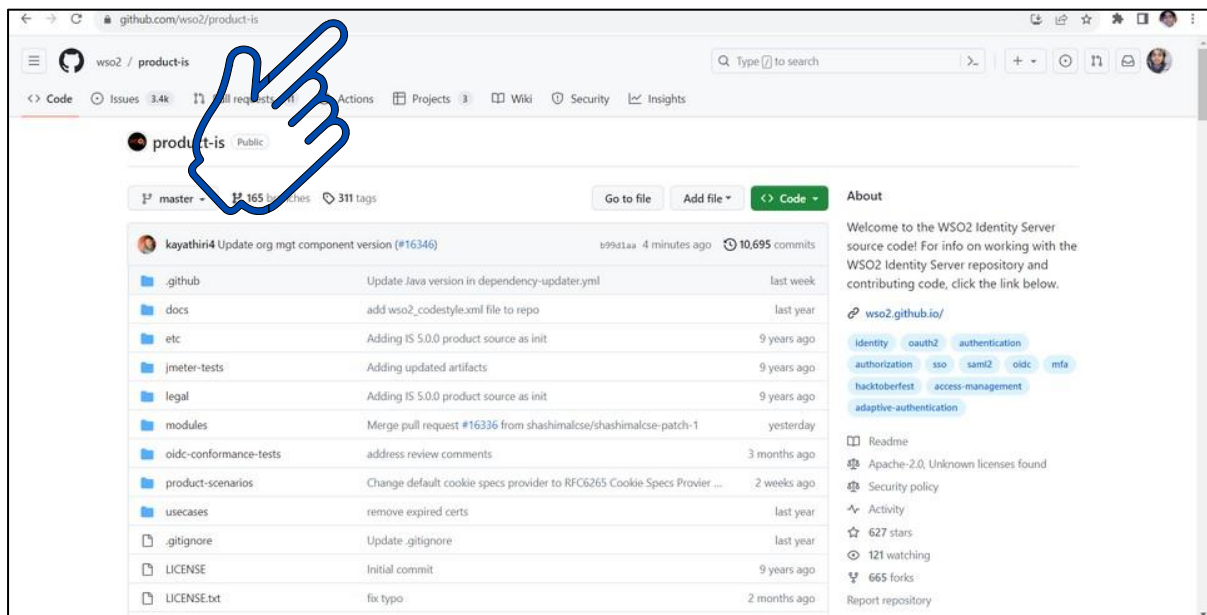 github.com/wso2/product-is
wso2 / product-is
Type / to search
Code Issues 3.4k requests Actions Projects 3 Wiki Security Insights
product-is Public
master 165 311 tags Go to file Add file Code
kayathiri4 Update org mgt component version (#16346) b99d1aa 4 minutes ago 10,695 commits
.github Update Java version in dependency-updater.yml last week
docs add wso2_codestyle.xml file to repo last year
etc Adding IS 5.0.0 product source as init 9 years ago
jmeter-tests Adding updated artifacts 9 years ago
legal Adding IS 5.0.0 product source as init 9 years ago
modules Merge pull request #16336 from shashimalcse/shashimalcse-patch-1 yesterday
oidc-conformance-tests address review comments 3 months ago
product-scenarios Change default cookie specs provider to RFC6265 Cookie Specs Provier ... 2 weeks ago
usecases remove expired certs last year
.gitignore Update .gitignore last year
LICENSE Initial commit 9 years ago
LICENSE.txt fix typo 2 months ago
About
Welcome to the WSO2 Identity Server
source code! For info on working with the
WSO2 Identity Server repository and
contributing code, click the link below.
wso2.github.io/
identity oauth2 authentication
authorization sso saml2 oidc mfa
hacktoberfest access-management
adaptive-authentication
Readme
Apache-2.0, Unknown licenses found
Security policy
Activity
627 stars
121 watching
665 forks
Report repository